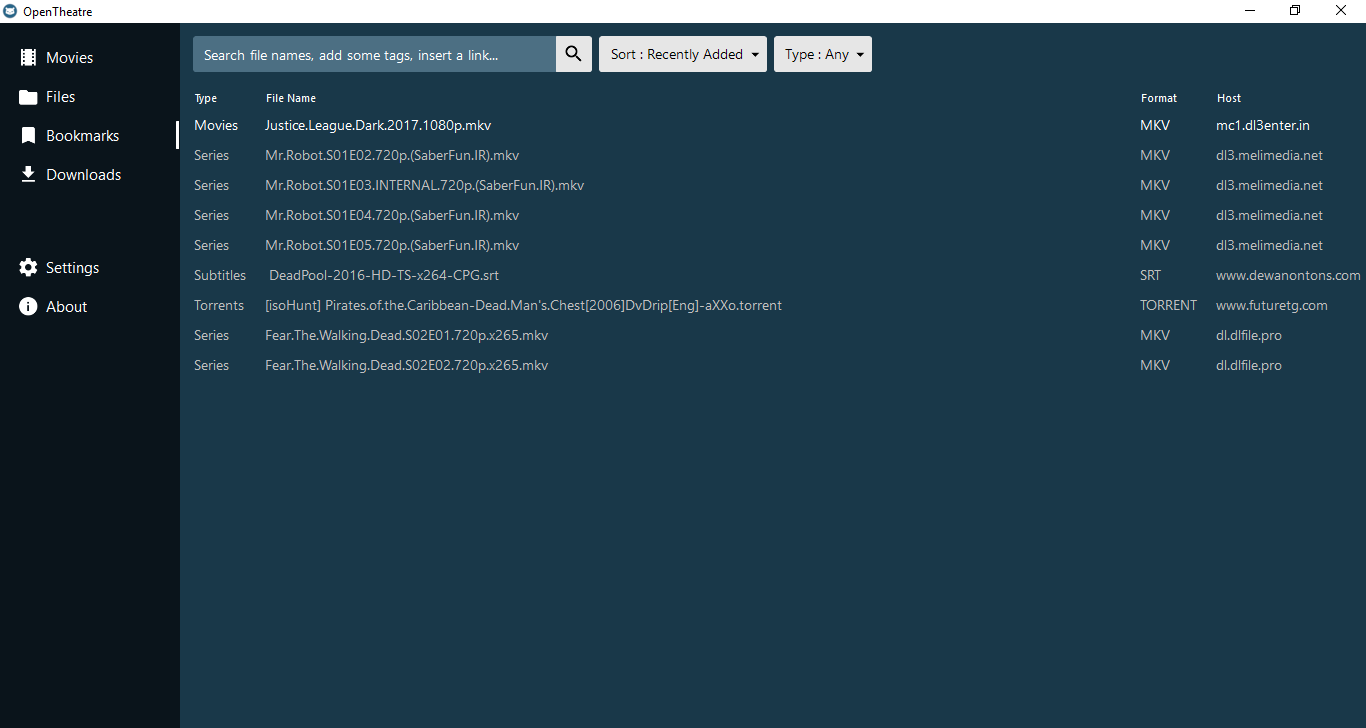 OpenTheatre
Movies
Files
Bookmarks
Downloads
Settings
About
Search file names, add some tags, insert a link... Sort : Recently Added Type : Any
Type File Name Format Host
Movies Justice.League.Dark.2017.1080p.mkv MKV mc1.dl3enter.in
Series Mr.Robot.S01E02.720p.(SaberFun.IR).mkv MKV dl3.melimedia.net
Series Mr.Robot.S01E03.INTERNAL.720p.(SaberFun.IR).mkv MKV dl3.melimedia.net
Series Mr.Robot.S01E04.720p.(SaberFun.IR).mkv MKV dl3.melimedia.net
Series Mr.Robot.S01E05.720p.(SaberFun.IR).mkv MKV dl3.melimedia.net
Subtitles DeadPool-2016-HD-TS-x264-CPG.srt SRT www.dewanontons.com
Torrents [isoHunt] Pirates.of.the.Caribbean-Dead.Man's.Chest[2006]DvDrip[Eng]-aXXo.torrent TORRENT www.futuretg.com
Series Fear.The.Walking.Dead.S02E01.720p.x265.mkv MKV dl.dlfile.pro
Series Fear.The.Walking.Dead.S02E02.720p.x265.mkv MKV dl.dlfile.pro